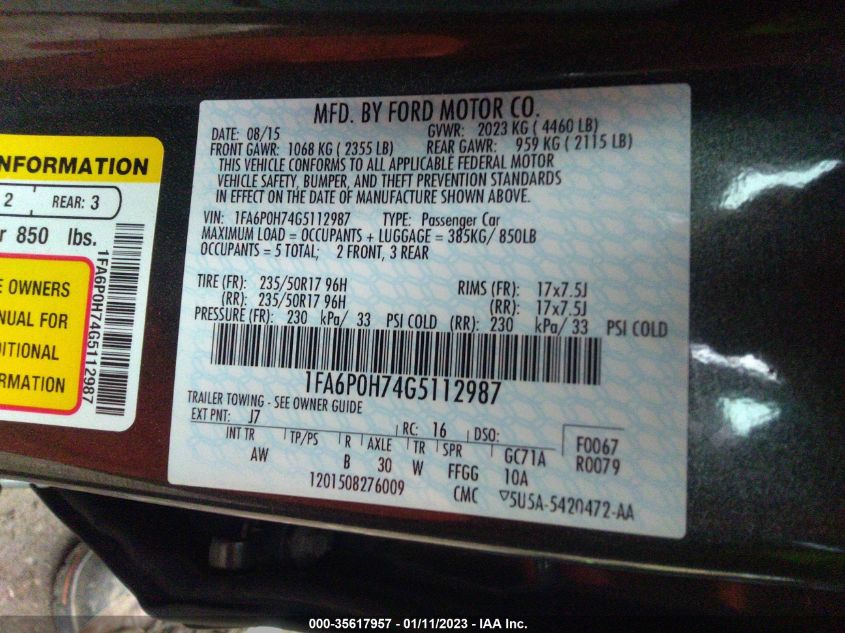 MFD. BY FORD MOTOR CO.
DATE: 08/15 GVWR: 2023 KG ( 4460 LB)
FRONT GAWR: 1068 KG ( 2355 LB) REAR GAWR: 959 KG ( 2115 LB)
THIS VEHICLE CONFORMS TO ALL APPLICABLE FEDERAL MOTOR
VEHICLE SAFETY, BUMPER, AND THEFT PREVENTION STANDARDS
IN EFFECT ON THE DATE OF MANUFACTURE SHOWN ABOVE.
VIN: 1FA6P0H74G5112987 TYPE: Passenger Car
MAXIMUM LOAD = OCCUPANTS + LUGGAGE = 385KG/ 850LB
OCCUPANTS = 5 TOTAL; 2 FRONT, 3 REAR
TIRE (FR): 235/50R17 96H RIMS (FR): 17x7.5J
(RR): 235/50R17 96H (RR): 17x7.5J
PRESSURE (FR): 230 kPa/ 33 PSI COLD (RR): 230 kPa/ 33 PSI COLD
1FA6P0H74G5112987
TRAILER TOWING - SEE OWNER GUIDE
EXT PNT: J7 RC: 16 DSO: F0067
INT TR TP/PS R AXLE TR SPR GC71A R0079
AW B 30 W FFGG 10A
1201508276009 CMC ▽5U5A-5420472-AA
NFORMATION
2 REAR: 3
r 850 lbs.
E OWNERS
NUAL FOR
DITIONAL
ORMATION
1FA6P0H74G5112987
000-35617957 - 01/11/2023 - IAA Inc.